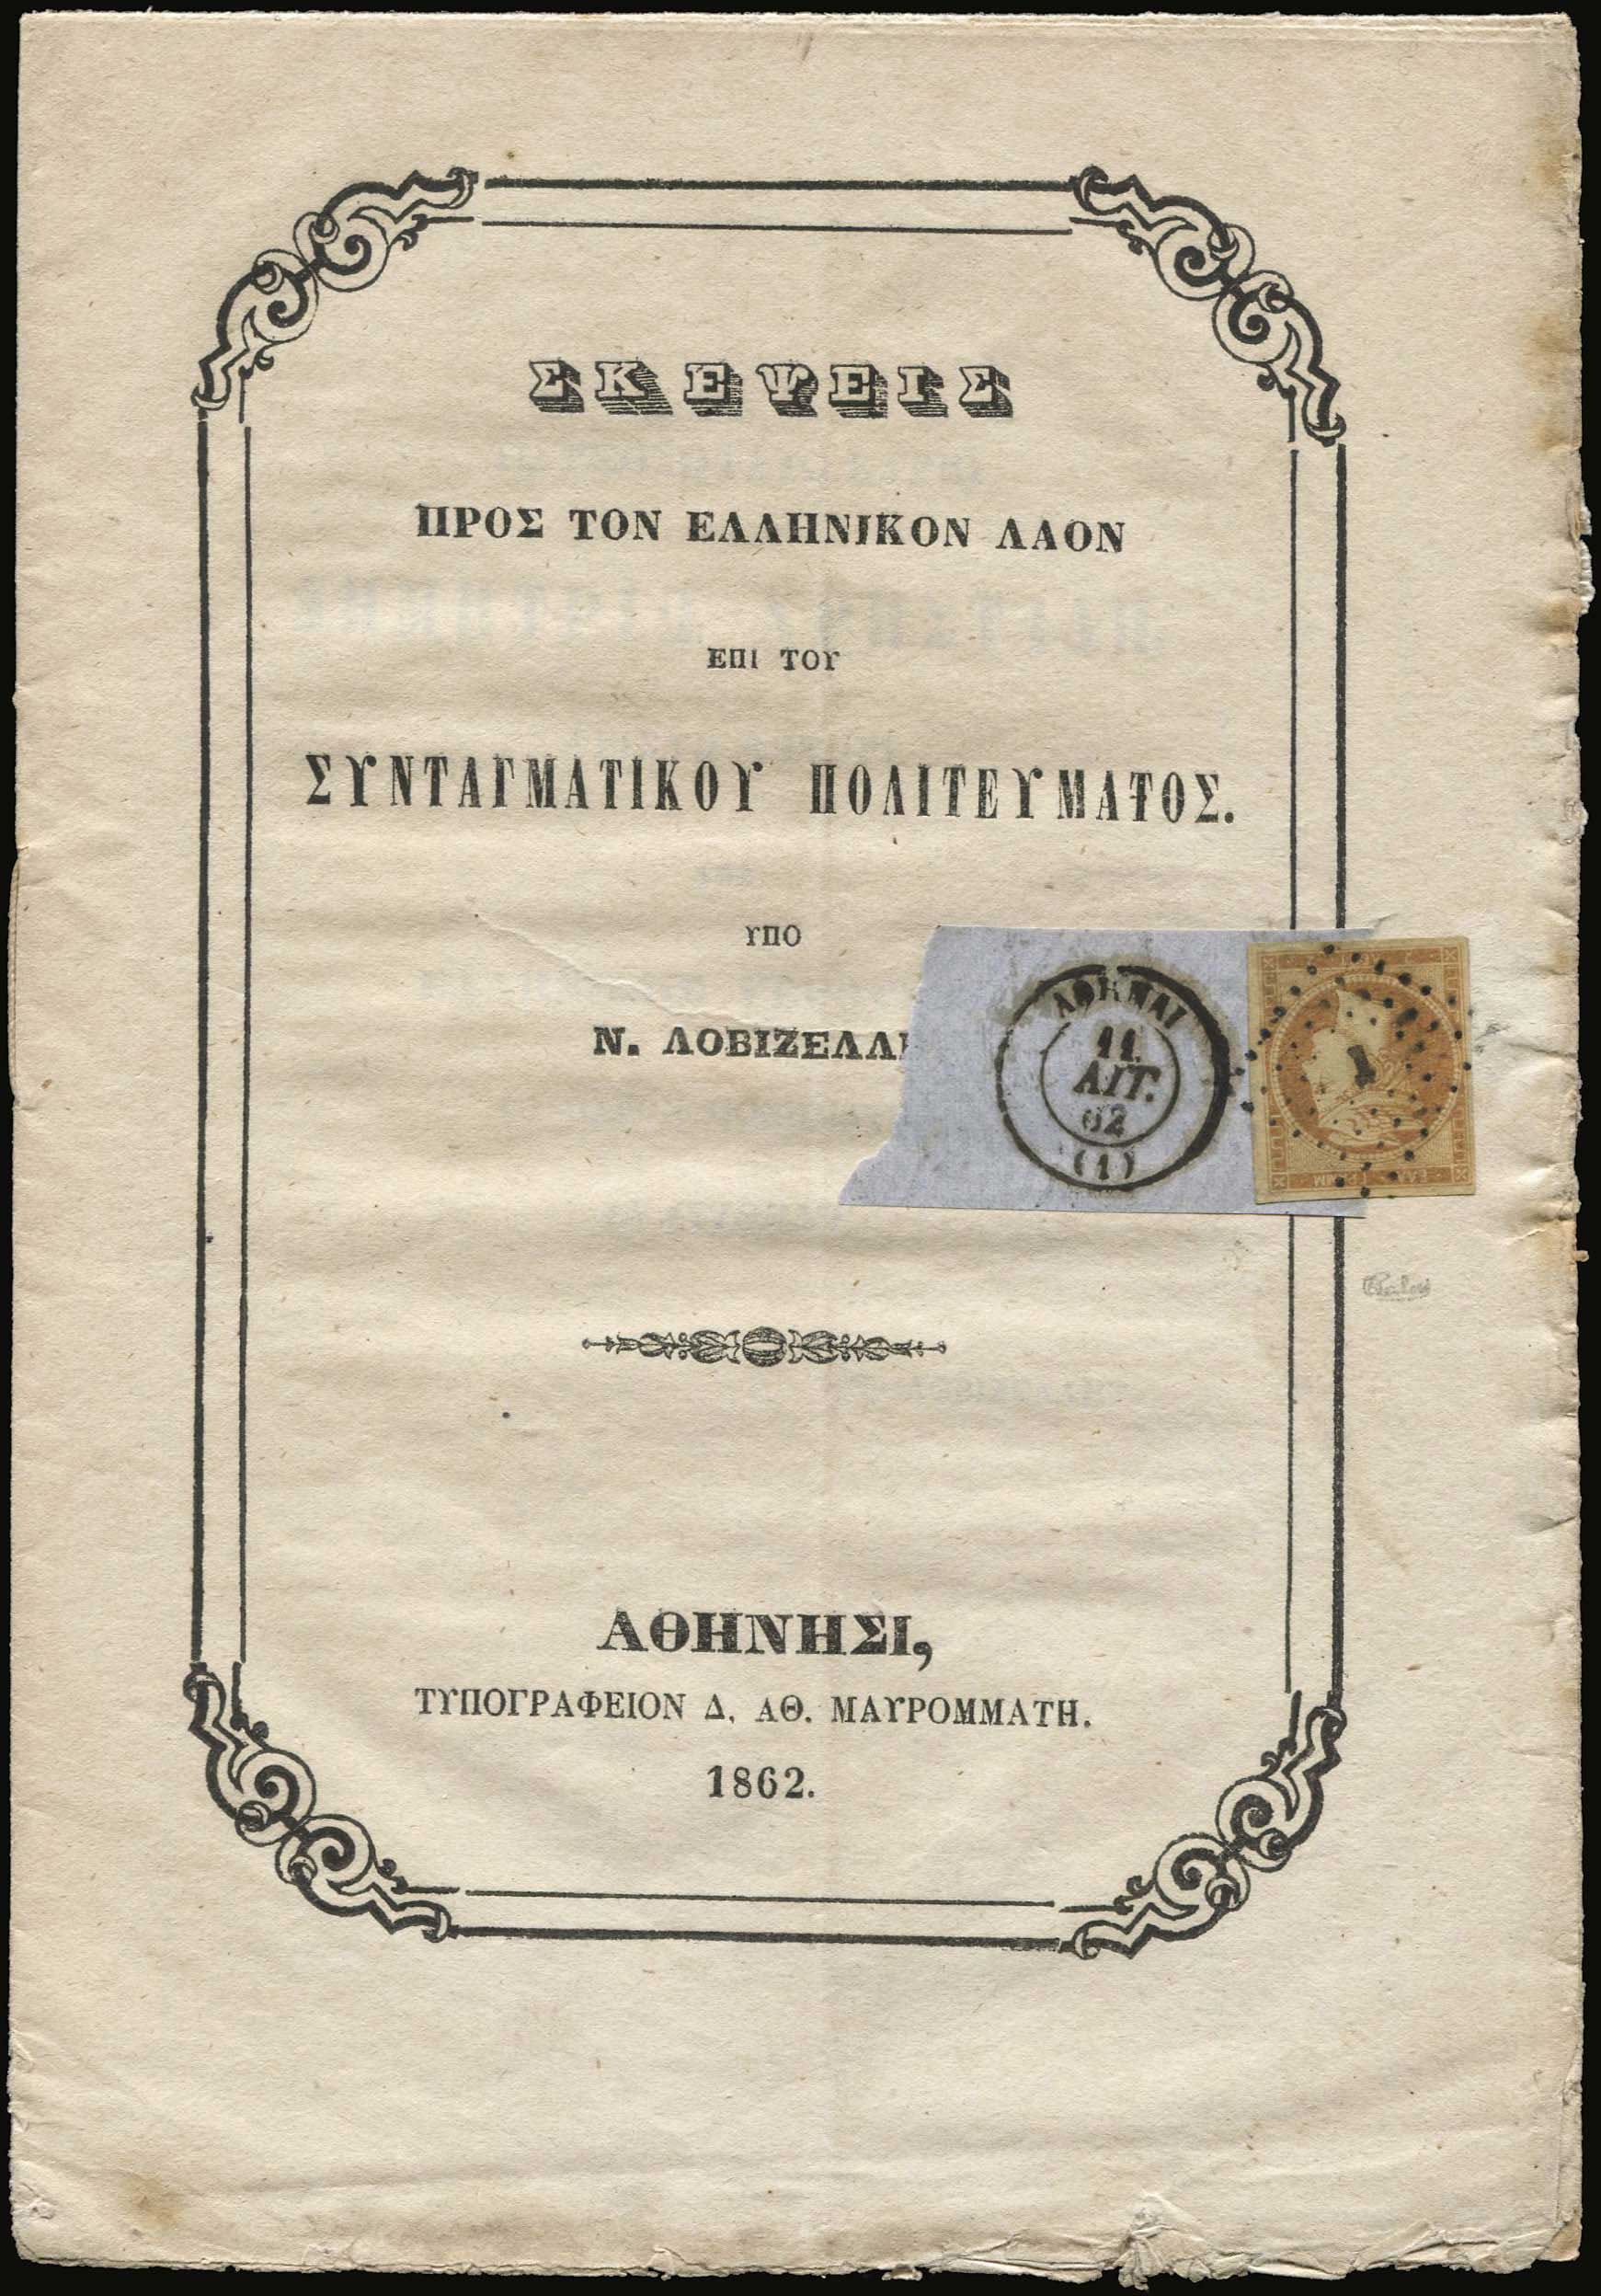 ΣΚΕΨΕΙΣ
ΠΡΟΣ ΤΟΝ ΕΛΛΗΝΙΚΟΝ ΛΑΟΝ
ΕΠΙ ΤΟΥ
ΣΥΝΤΑΓΜΑΤΙΚΟΥ ΠΟΛΙΤΕΥΜΑΤΟΣ.
ΥΠΟ
Ν.
ΑΘΗΝΑΙ
11
ΑΥΓ.
62
(1)
1
ΑΘΗΝΗΣΙ,
ΤΥΠΟΓΡΑΦΕΙΟΝ Δ. ΑΘ. ΜΑΥΡΟΜΜΑΤΗ.
1862.